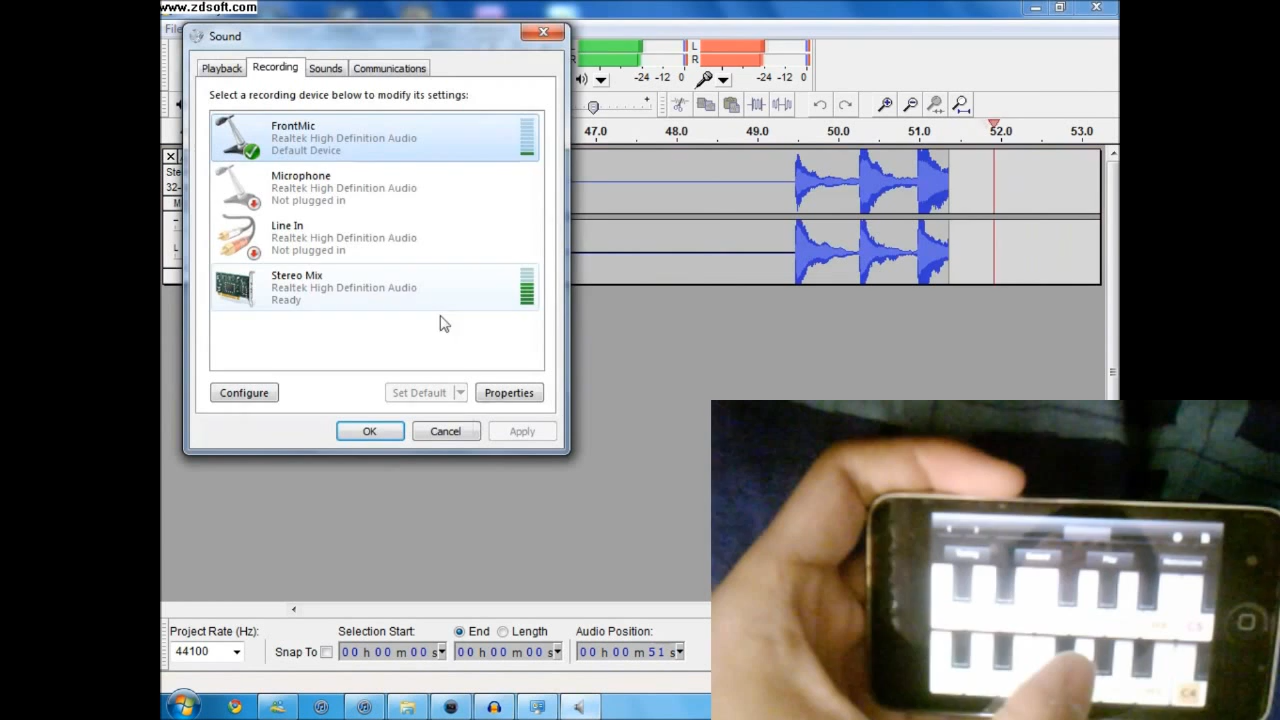 www.zdsoft.com
File
Sound
Playback Recording Sounds Communications
Select a recording device below to modify its settings:
FrontMic
Realtek High Definition Audio
Default Device
Microphone
Realtek High Definition Audio
Not plugged in
Line In
Realtek High Definition Audio
Not plugged in
Stereo Mix
Realtek High Definition Audio
Ready
Configure Set Default Properties
OK Cancel Apply
R -24 -12 0
L
R -24 -12 0
- +
47.0 48.0 49.0 50.0 51.0 52.0 53.0
Ste
32-
M
L
Project Rate (Hz): Selection Start: End Length Audio Position:
44100 Snap To 00 h 00 m 00 s 00 h 00 m 00 s 00 h 00 m 51 s
C5
C4